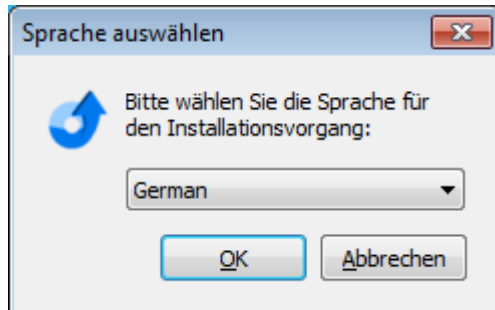 Sprache auswählen
Bitte wählen Sie die Sprache für
den Installationsvorgang:
German
OK
Abbrechen